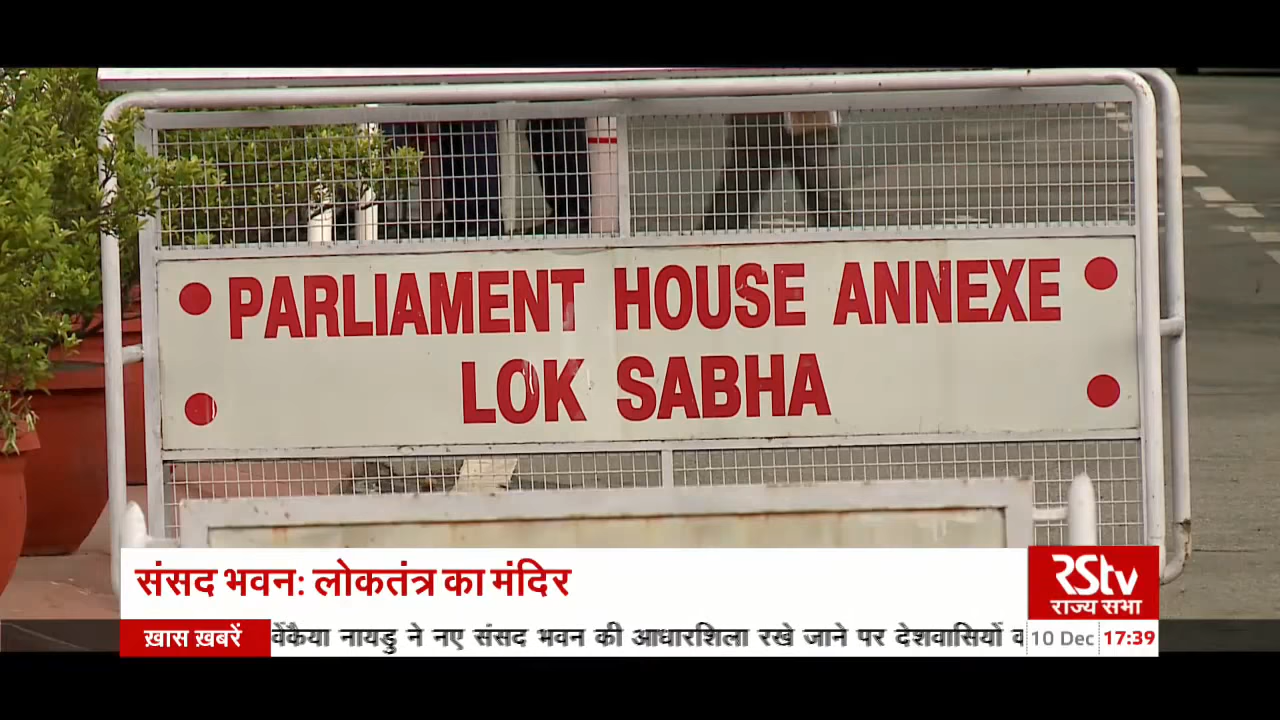 PARLIAMENT HOUSE ANNEXE
LOK SABHA
संसद भवन: लोकतंत्र का मंदिर
RStv
राज्य सभा
ख़ास ख़बरें
वेंकैया नायडु ने नए संसद भवन की आधारशिला रखे जाने पर देशवासियों व
10 Dec 17:39